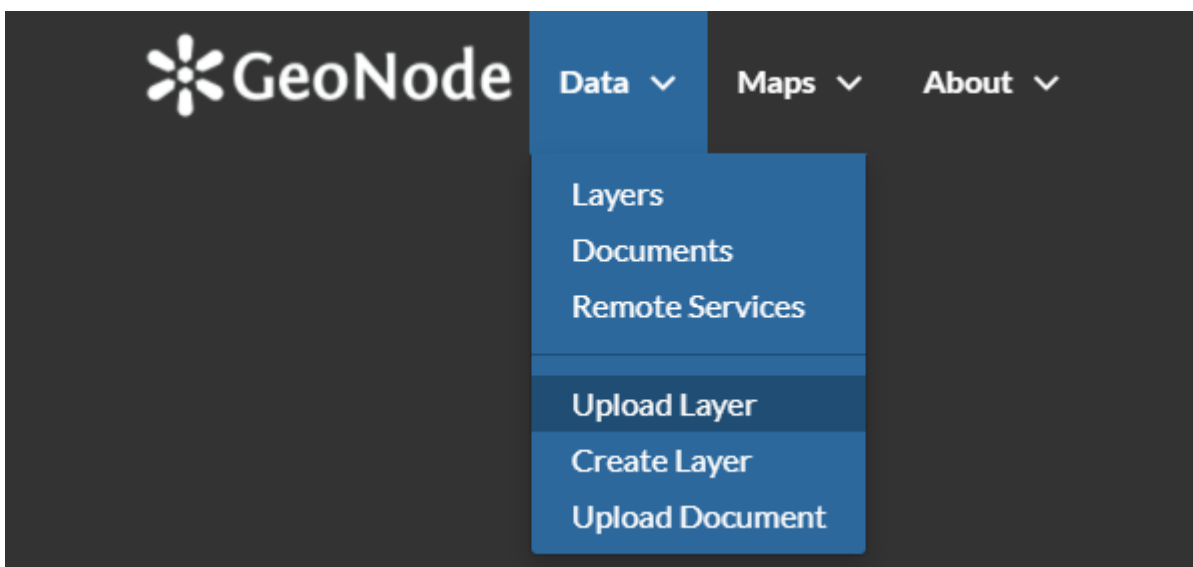 GeoNode Data Maps About
Layers
Documents
Remote Services
Upload Layer
Create Layer
Upload Document